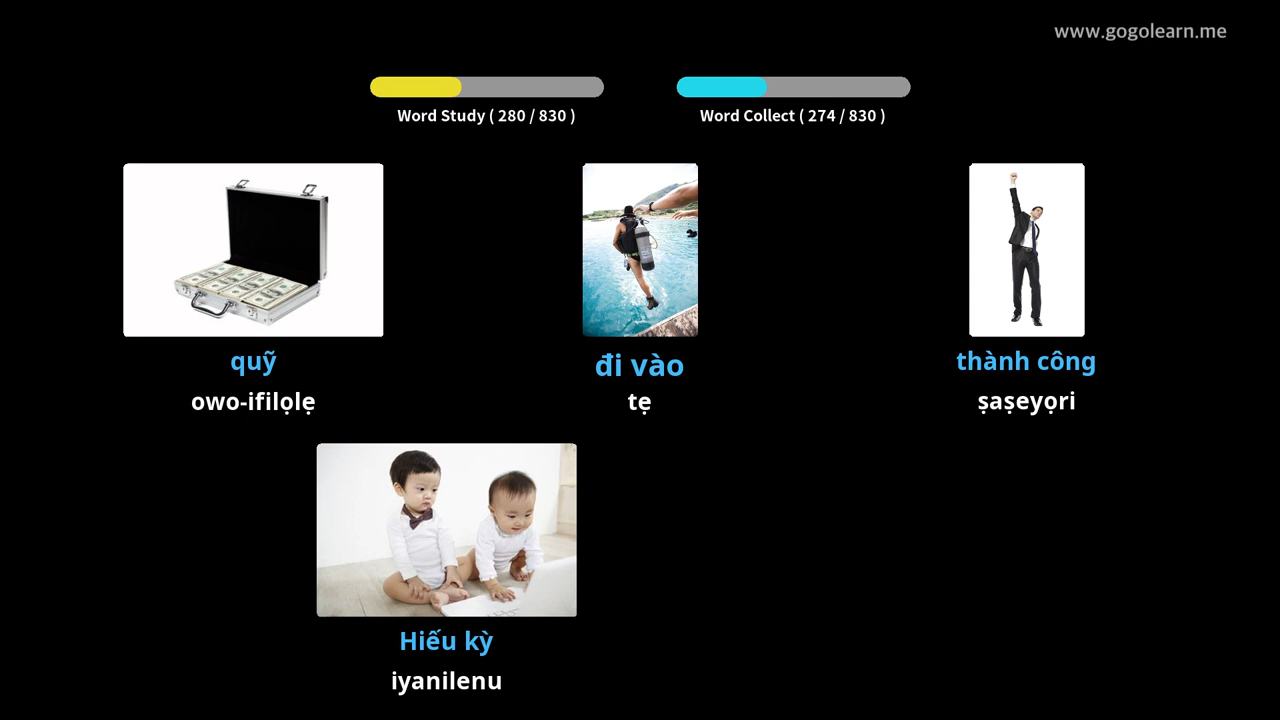 www.gogolearn.me
Word Study ( 280 / 830 )
Word Collect ( 274 / 830 )
quỹ
owo-ifilọlẹ
đi vào
tẹ
thành công
ṣaṣeyọri
Hiếu kỳ
iyanilenu